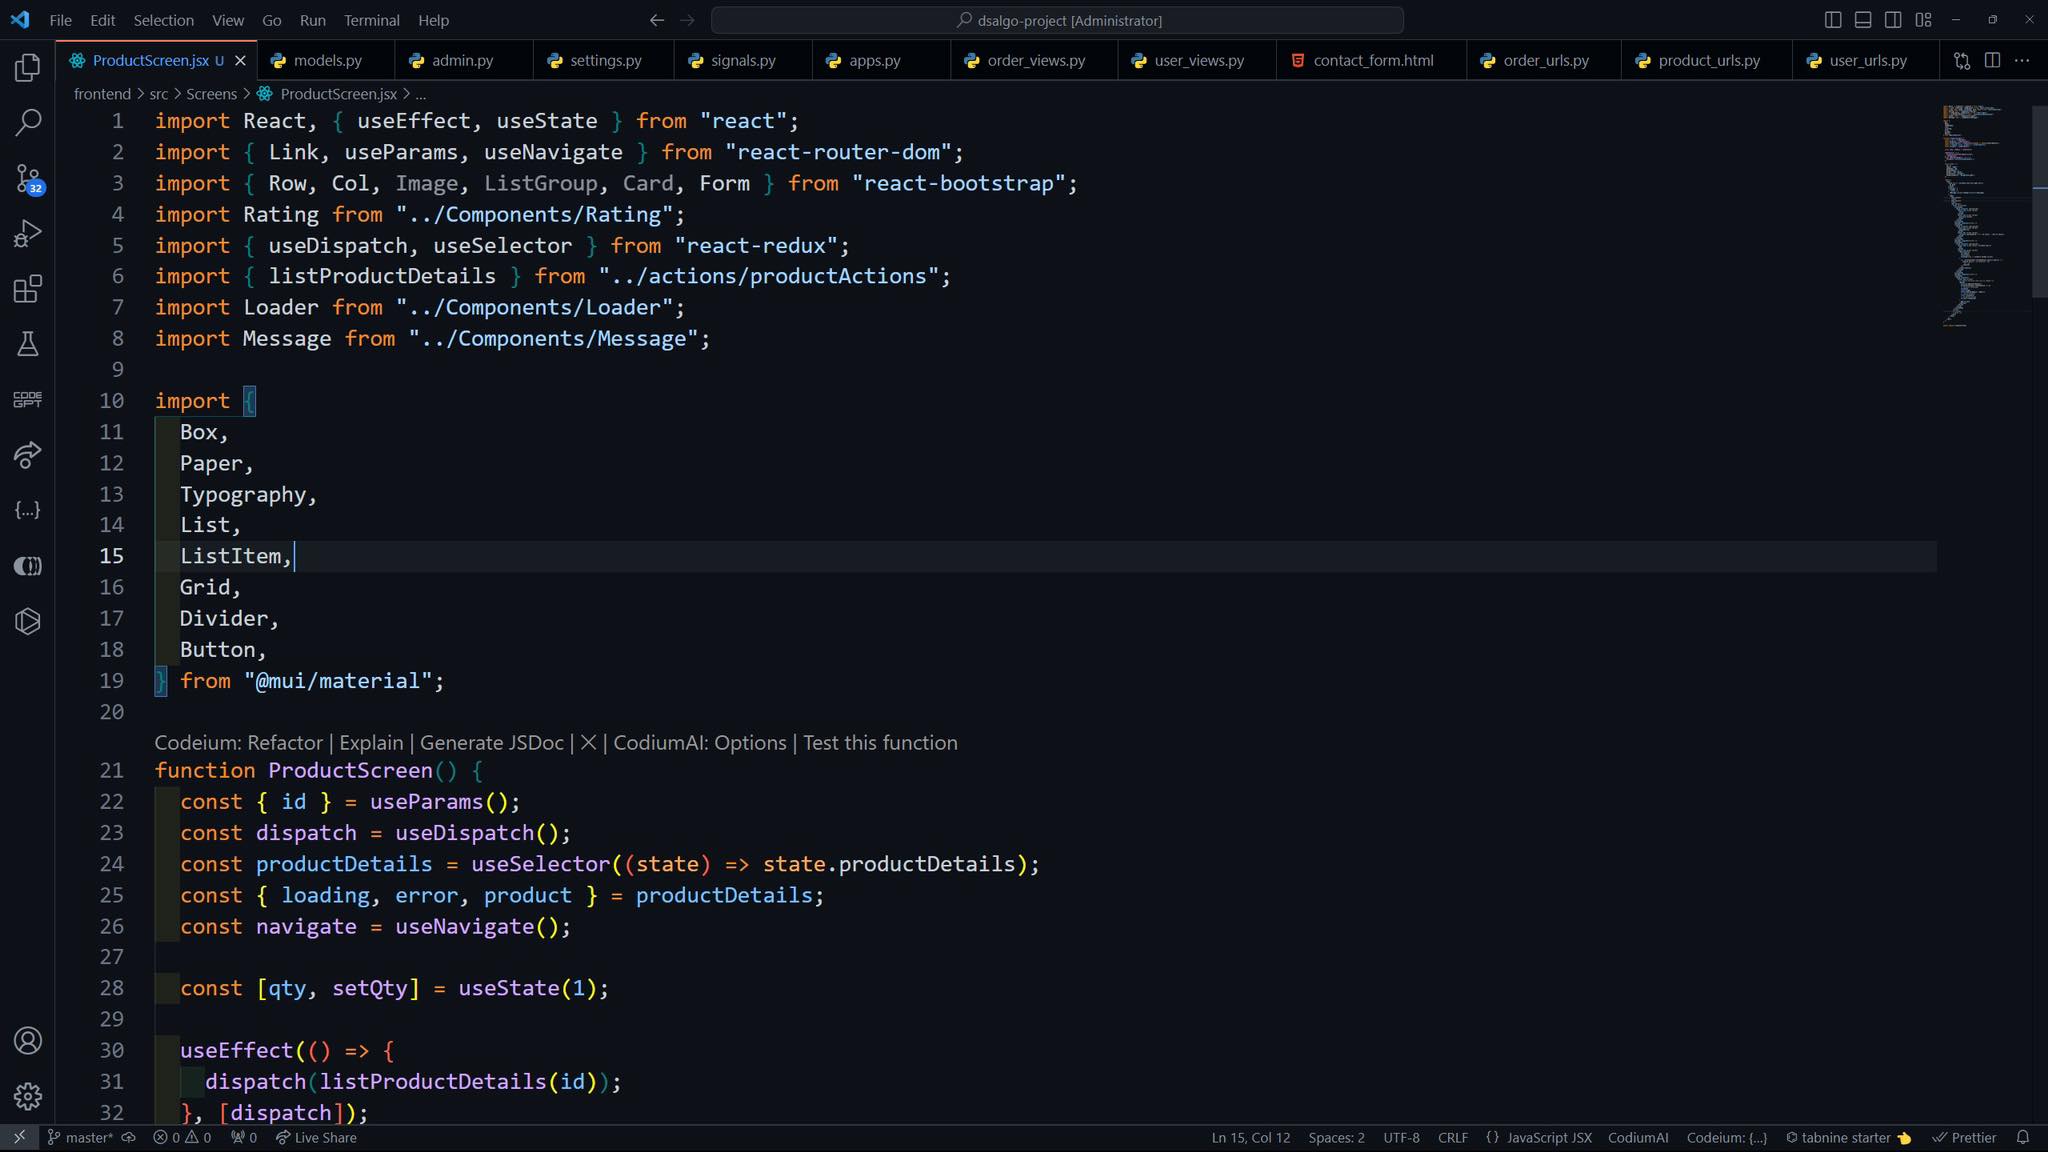 File Edit Selection View Go Run Terminal Help
dsalgo-project [Administrator]
ProductScreen.jsx U
models.py
admin.py
settings.py
signals.py
apps.py
order_views.py
user_views.py
contact_form.html
order_urls.py
product_urls.py
user_urls.py
frontend > src > Screens > ProductScreen.jsx > ...
32
CODE GPT
1 import React, { useEffect, useState } from "react";
2 import { Link, useParams, useNavigate } from "react-router-dom";
3 import { Row, Col, Image, ListGroup, Card, Form } from "react-bootstrap";
4 import Rating from "../Components/Rating";
5 import { useDispatch, useSelector } from "react-redux";
6 import { listProductDetails } from "../actions/productActions";
7 import Loader from "../Components/Loader";
8 import Message from "../Components/Message";
9
10 import {
11 Box,
12 Paper,
13 Typography,
14 List,
15 ListItem,
16 Grid,
17 Divider,
18 Button,
19 } from "@mui/material";
20
Codeium: Refactor | Explain | Generate JSDoc | X | CodiumAI: Options | Test this function
21 function ProductScreen() {
22 const { id } = useParams();
23 const dispatch = useDispatch();
24 const productDetails = useSelector((state) => state.productDetails);
25 const { loading, error, product } = productDetails;
26 const navigate = useNavigate();
27
28 const [qty, setQty] = useState(1);
29
30 useEffect(() => {
31 dispatch(listProductDetails(id));
32 }, [dispatch]);
master* 0 0 0 Live Share Ln 15, Col 12 Spaces: 2 UTF-8 CRLF {} JavaScript JSX CodiumAI Codeium: {...} tabnine starter Prettier